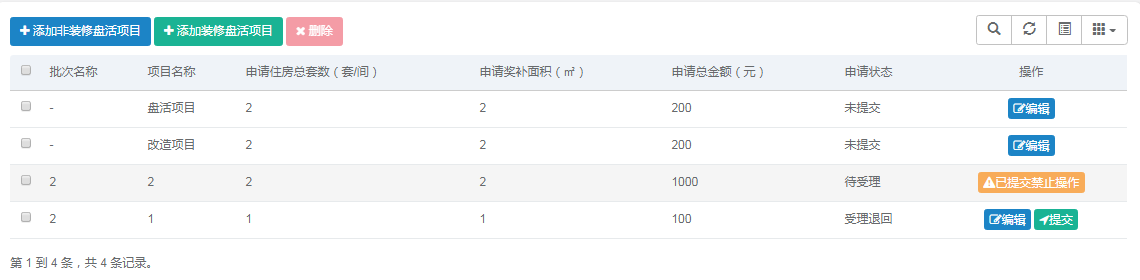 添加非装修盘活项目 添加装修盘活项目 删除
批次名称 项目名称 申请住房总套数（套/间） 申请奖补面积（㎡） 申请总金额（元） 申请状态 操作
- 盘活项目 2 2 200 未提交 编辑
- 改造项目 2 2 200 未提交 编辑
2 2 2 2 1000 待受理 已提交禁止操作
2 1 1 1 100 受理退回 编辑 提交
第 1 到 4 条，共 4 条记录。